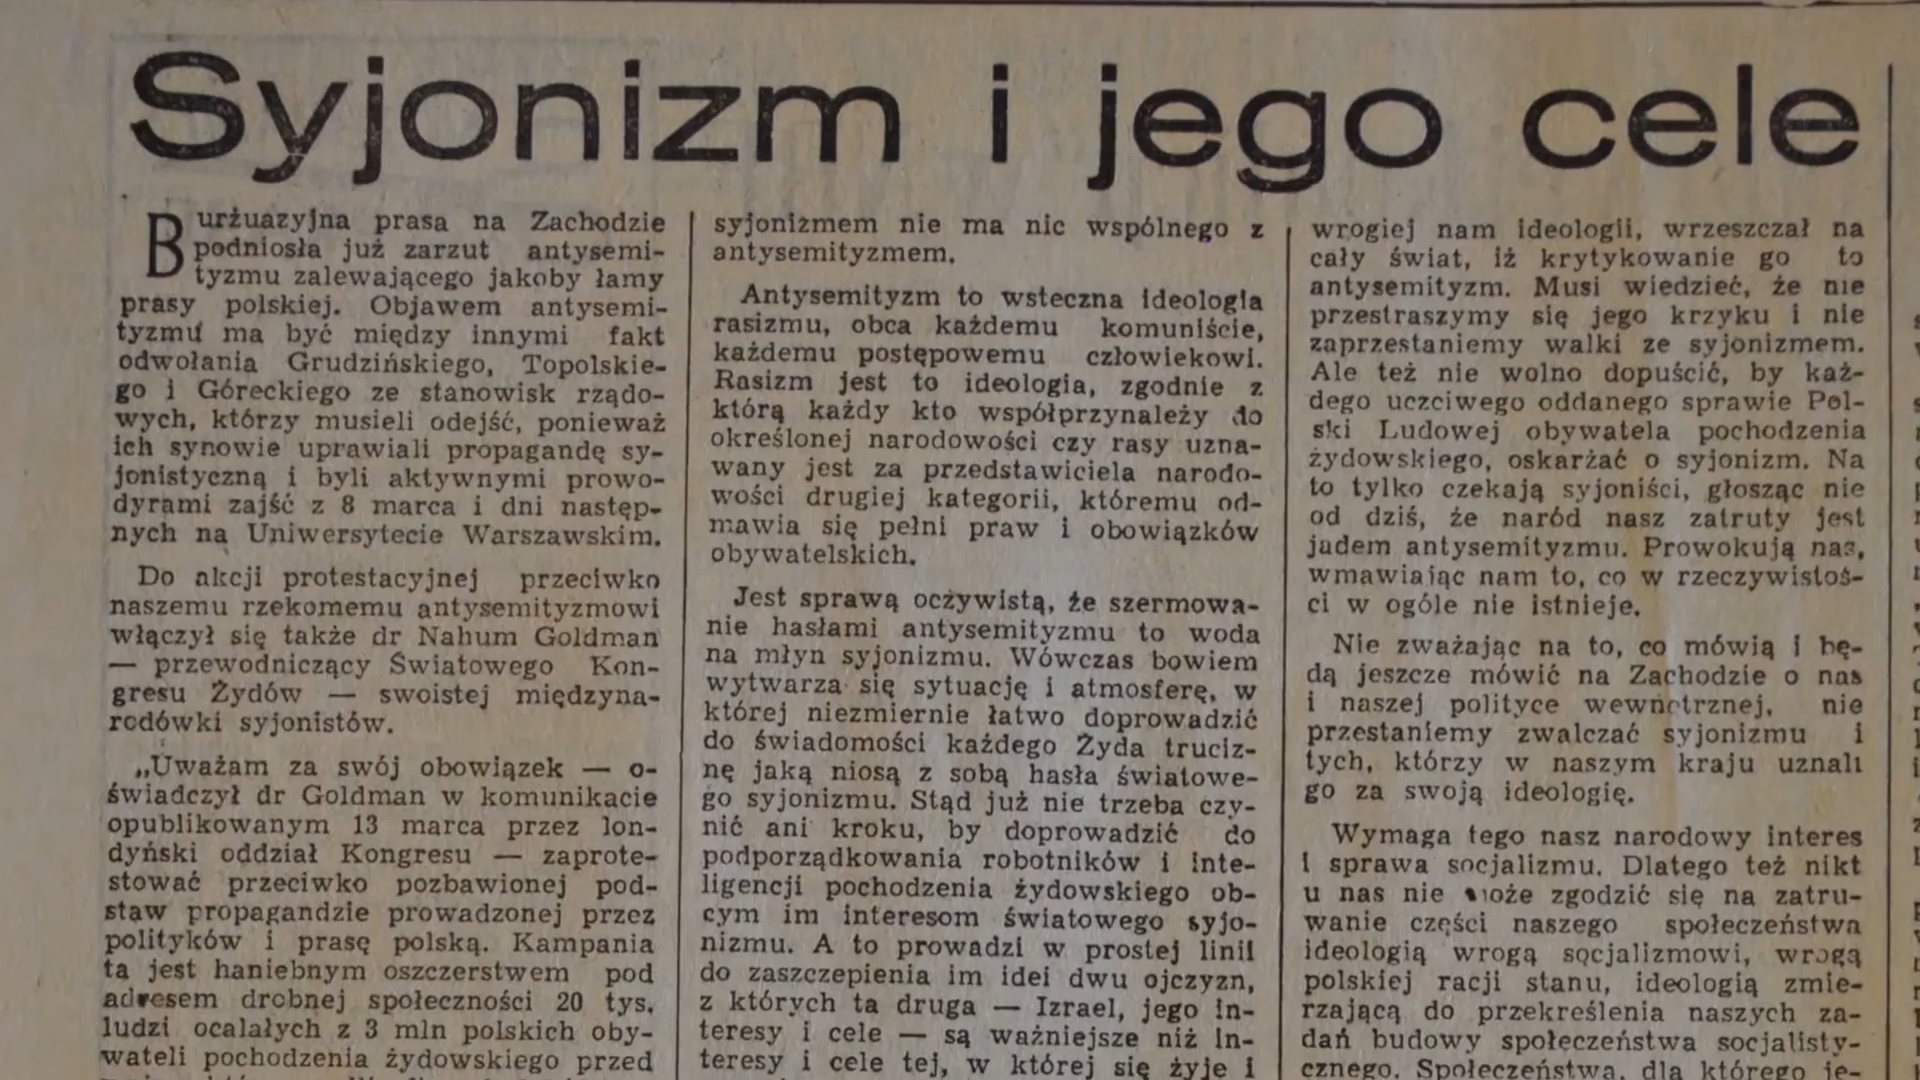 Syjonizm i jego cele
Burżuazyjna prasa na Zachodzie
podniosła już zarzut antysemi-
tyzmu zalewającego jakoby łamy
prasy polskiej. Objawem antysemi-
tyzmu ma być między innymi fakt
odwołania Grudzińskiego, Topolskie-
go i Góreckiego ze stanowisk rządo-
wych, którzy musieli odejść, ponieważ
ich synowie uprawiali propagandę sy-
jonistyczną i byli aktywnymi prowo-
dyrami zajść z 8 marca i dni następ-
nych na Uniwersytecie Warszawskim.
Do akcji protestacyjnej przeciwko
naszemu rzekomemu antysemityzmowi
włączył się także dr Nahum Goldman
— przewodniczący Światowego Kon-
gresu Żydów — swoistej międzyna-
rodówki syjonistów.
„Uważam za swój obowiązek — o-
świadczył dr Goldman w komunikacie
opublikowanym 13 marca przez lon-
dyński oddział Kongresu — zaprote-
stować przeciwko pozbawionej pod-
staw propagandzie prowadzonej przez
polityków i prasę polską. Kampania
ta jest haniebnym oszczerstwem pod
adresem drobnej społeczności 20 tys.
ludzi ocalałych z 3 mln polskich oby-
wateli pochodzenia żydowskiego przed
syjonizmem nie ma nic wspólnego z
antysemityzmem.
Antysemityzm to wsteczna ideologia
rasizmu, obca każdemu komuniście,
każdemu postępowemu człowiekowi.
Rasizm jest to ideologia, zgodnie z
którą każdy kto współprzynależy do
określonej narodowości czy rasy uzna-
wany jest za przedstawiciela narodo-
wości drugiej kategorii, któremu od-
mawia się pełni praw i obowiązków
obywatelskich.
Jest sprawą oczywistą, że szermowa-
nie hasłami antysemityzmu to woda
na młyn syjonizmu. Wówczas bowiem
wytwarza się sytuację i atmosferę, w
której niezmiernie łatwo doprowadzić
do świadomości każdego Żyda truciz-
nę jaką niosą z sobą hasła światowe-
go syjonizmu. Stąd już nie trzeba czy-
nić ani kroku, by doprowadzić do
podporządkowania robotników i inte-
ligencji pochodzenia żydowskiego ob-
cym im interesom światowego syjo-
nizmu. A to prowadzi w prostej linii
do zaszczepienia im idei dwu ojczyzn,
z których ta druga — Izrael, jego in-
teresy i cele — są ważniejsze niż in-
teresy i cele tej, w której się żyje i
wrogiej nam ideologii, wrzeszczał na
cały świat, iż krytykowanie go to
antysemityzm. Musi wiedzieć, że nie
przestraszymy się jego krzyku i nie
zaprzestaniemy walki ze syjonizmem.
Ale też nie wolno dopuścić, by każ-
dego uczciwego oddanego sprawie Pol-
ski Ludowej obywatela pochodzenia
żydowskiego, oskarżać o syjonizm. Na
to tylko czekają syjoniści, głosząc nie
od dziś, że naród nasz zatruty jest
jadem antysemityzmu. Prowokują nas,
wmawiając nam to, co w rzeczywistoś-
ci w ogóle nie istnieje.
Nie zważając na to, co mówią i bę-
dą jeszcze mówić na Zachodzie o nas
i naszej polityce wewnętrznej, nie
przestaniemy zwalczać syjonizmu i
tych, którzy w naszym kraju uznali
go za swoją ideologię.
Wymaga tego nasz narodowy interes
i sprawa socjalizmu. Dlatego też nikt
u nas nie może zgodzić się na zatru-
wanie części naszego społeczeństwa
ideologią wrogą socjalizmowi, wrogą
polskiej racji stanu, ideologią zmie-
rzającą do przekreślenia naszych za-
dań budowy społeczeństwa socjalisty-
cznego. Społeczeństwa, dla którego je-